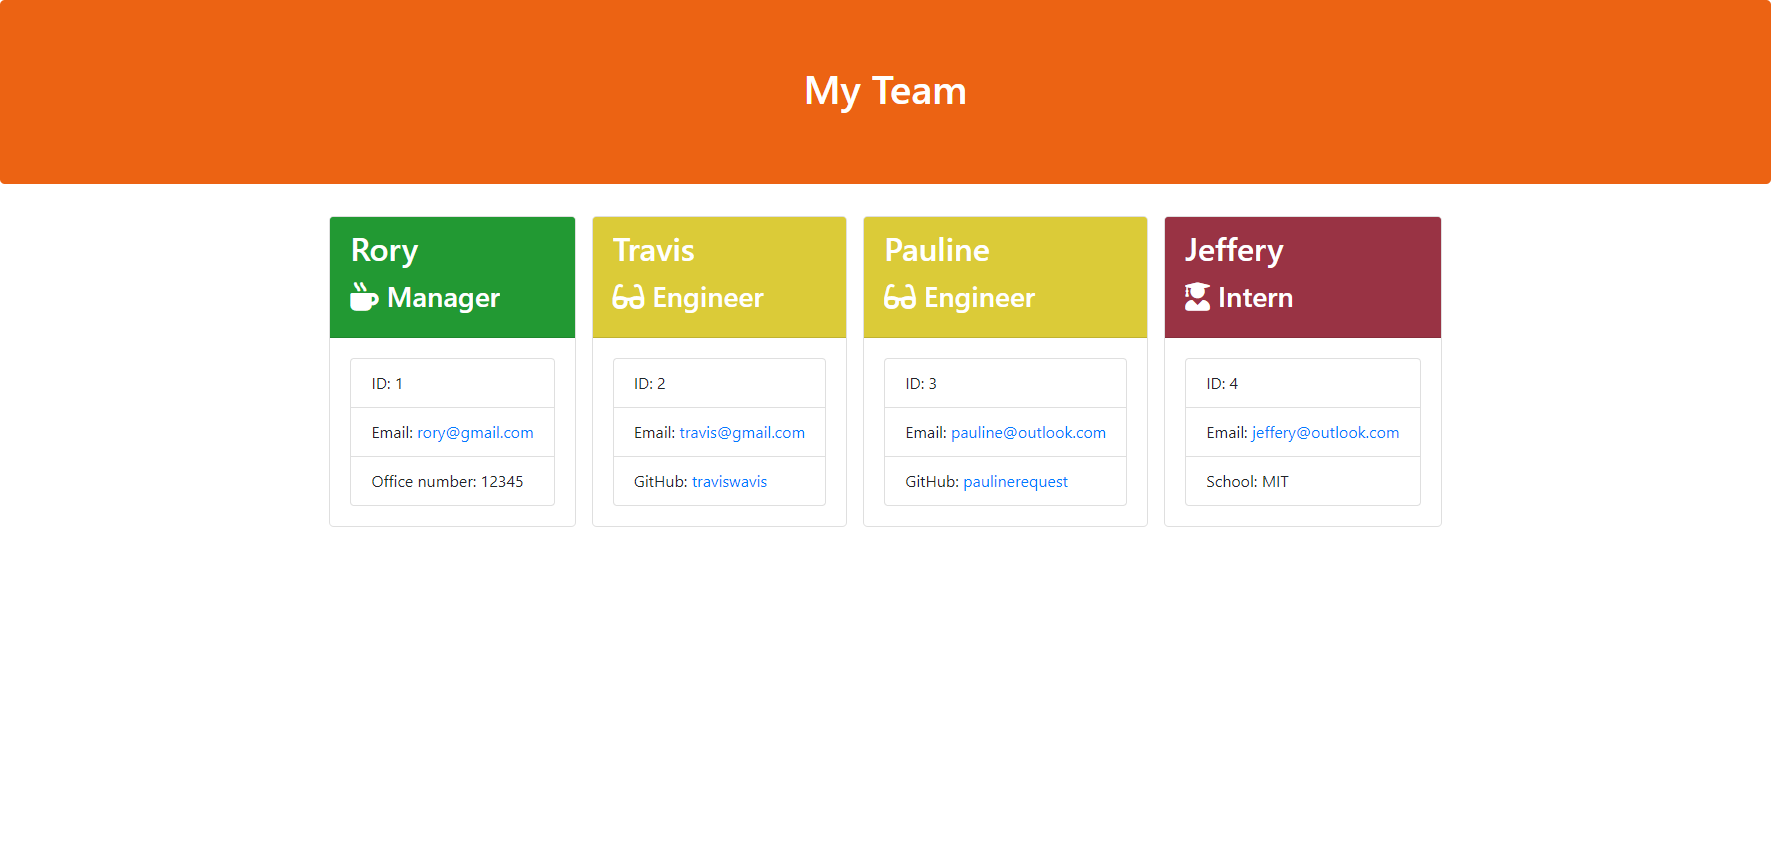 My Team
Rory
Manager
ID: 1
Email: rory@gmail.com
Office number: 12345
Travis
Engineer
ID: 2
Email: travis@gmail.com
GitHub: traviswavis
Pauline
Engineer
ID: 3
Email: pauline@outlook.com
GitHub: paulinerequest
Jeffery
Intern
ID: 4
Email: jeffery@outlook.com
School: MIT